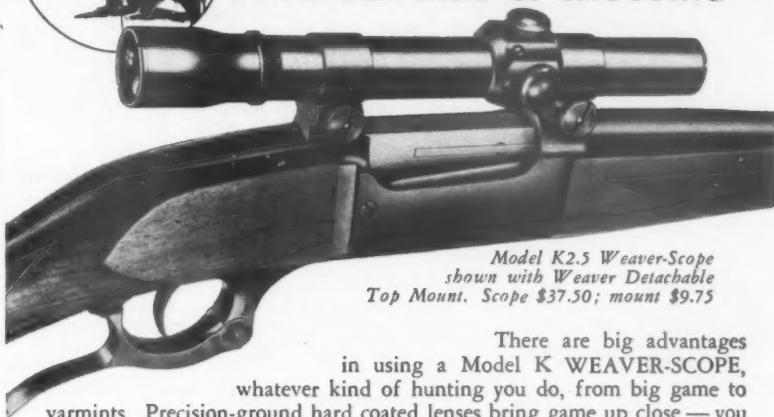 Model K2.5 Weaver-Scope
shown with Weaver Detachable
Top Mount. Scope $37.50; mount $9.75
There are big advantages
in using a Model K WEAVER-SCOPE,
whatever kind of hunting you do, from big game to
varmints. Precision-ground hard coated lenses bring game up close — you